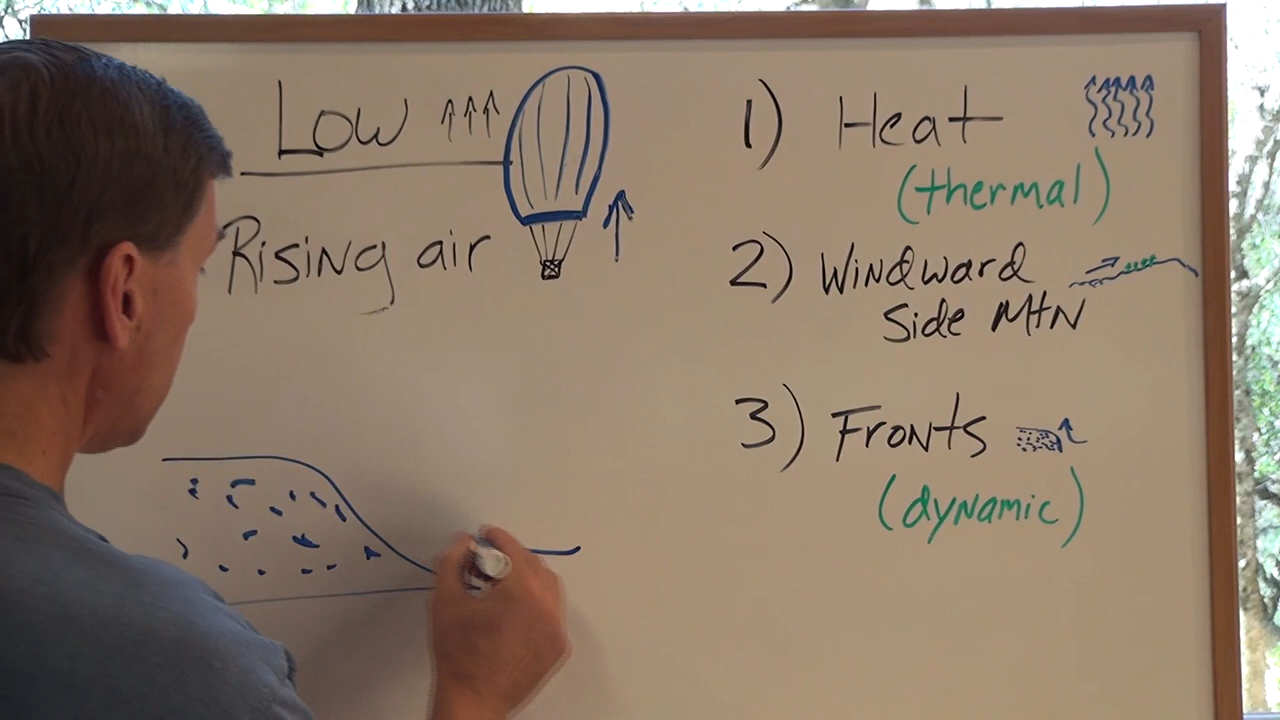 Low
Rising air
1) Heat
(thermal)
2) Windward
Side MtN
3) Fronts
(dynamic)